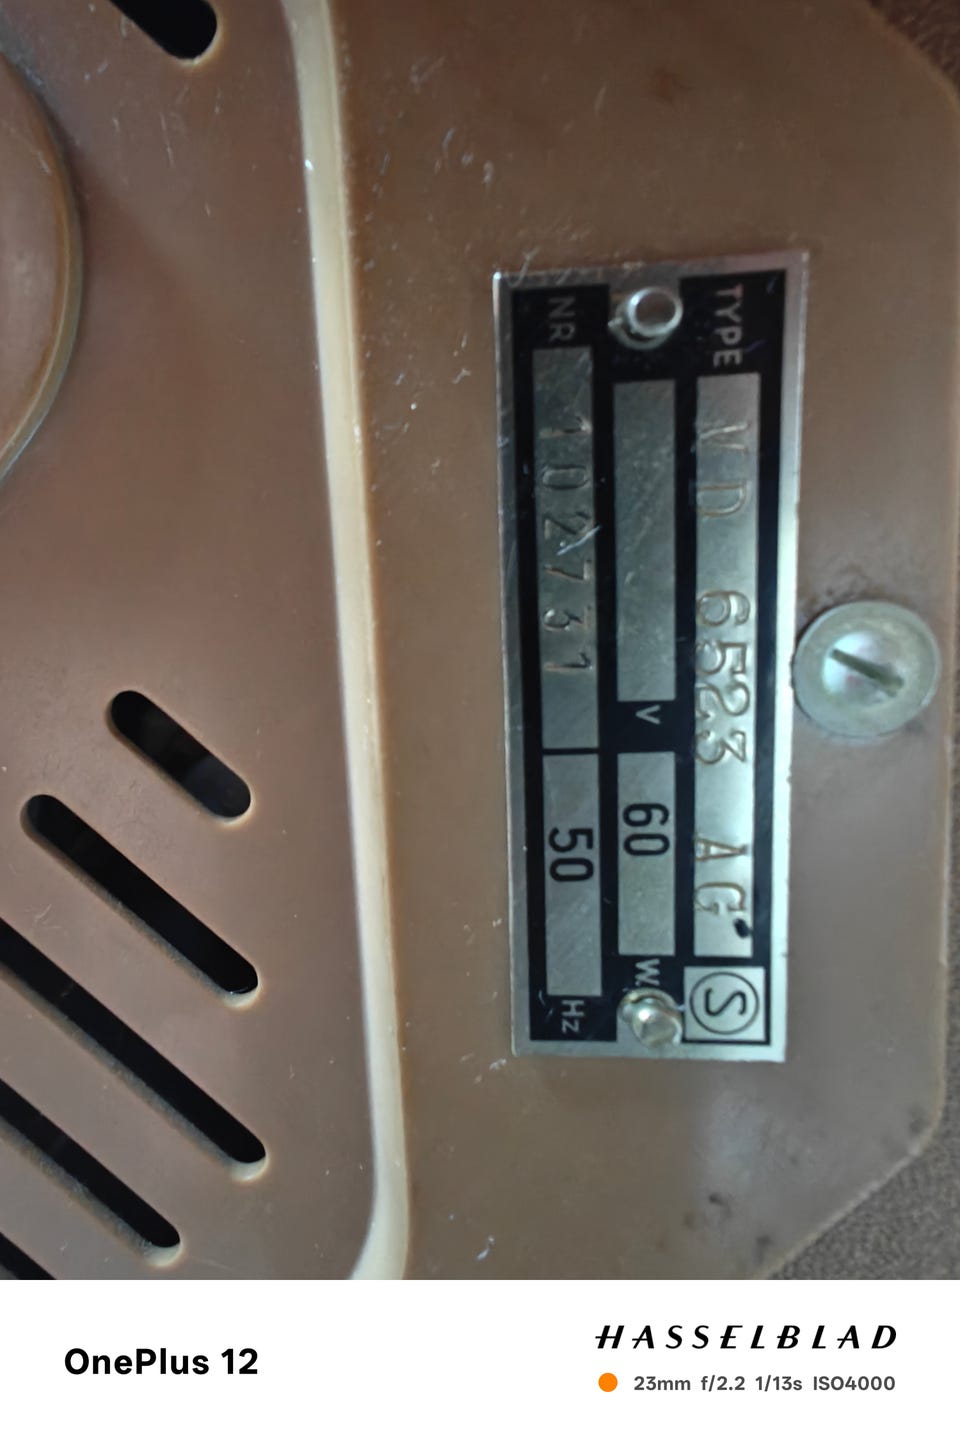 TYPE VD 6523 AG S
V 60 W
NR 102731 50 Hz
OnePlus 12
HASSELBLAD
23mm f/2.2 1/13s ISO4000